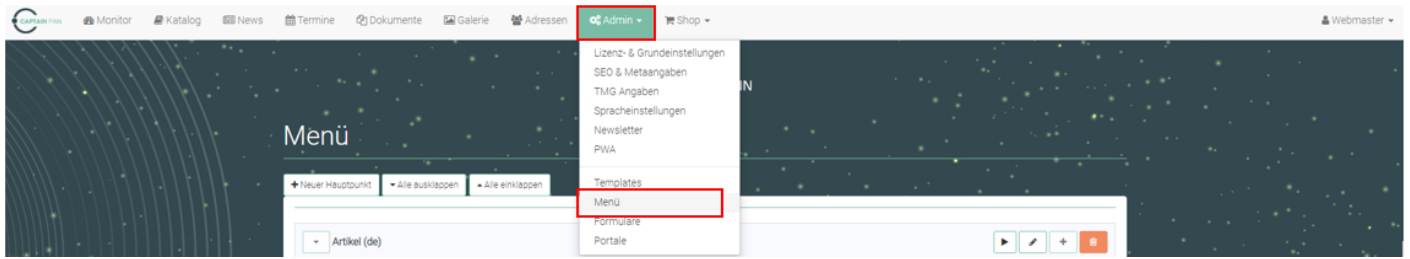 CAPTAIN FAN
Monitor Katalog News Termine Dokumente Galerie Adressen Admin Shop Webmaster
Lizenz- & Grundeinstellungen
SEO & Metaangaben
TMG Angaben
Spracheinstellungen
Newsletter
PWA
Templates
Menü
Formulare
Portale
IN
Menü
Neuer Hauptpunkt Alle ausklappen Alle einklappen
Artikel (de)